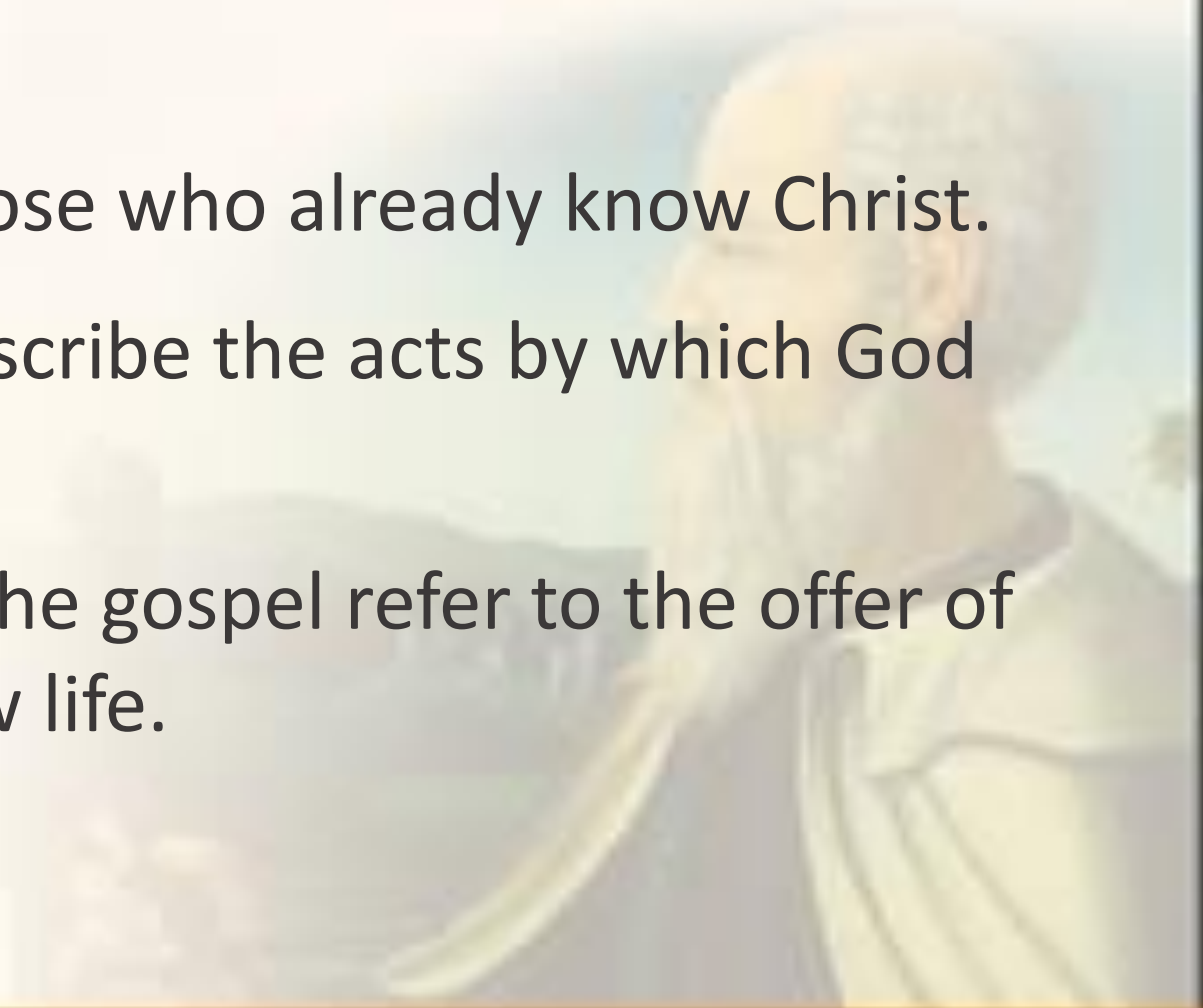 ose who already know Christ.
scribe the acts by which God
he gospel refer to the offer of
w life.